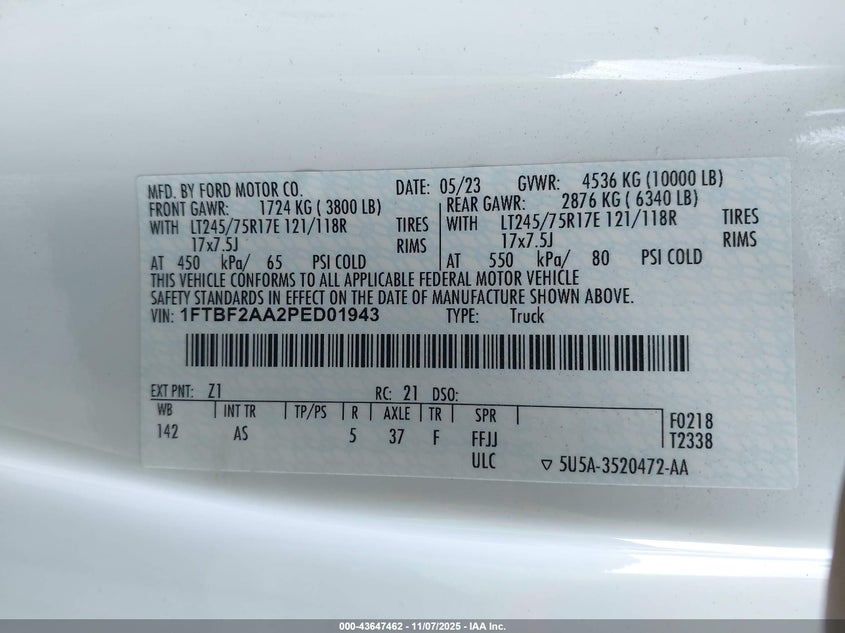 MFD. BY FORD MOTOR CO. DATE: 05/23 GVWR: 4536 KG (10000 LB)
FRONT GAWR: 1724 KG ( 3800 LB) REAR GAWR: 2876 KG ( 6340 LB)
WITH LT245/75R17E 121/118R TIRES WITH LT245/75R17E 121/118R TIRES
17x7.5J RIMS 17x7.5J RIMS
AT 450 kPa/ 65 PSI COLD AT 550 kPa/ 80 PSI COLD
THIS VEHICLE CONFORMS TO ALL APPLICABLE FEDERAL MOTOR VEHICLE
SAFETY STANDARDS IN EFFECT ON THE DATE OF MANUFACTURE SHOWN ABOVE.
VIN: 1FTBF2AA2PED01943 TYPE: Truck
EXT PNT: Z1 RC: 21 DSO:
WB INT TR TP/PS R AXLE TR SPR F0218
142 AS 5 37 F FFJJ T2338
ULC ▽ 5U5A-3520472-AA
000-43647462 - 11/07/2025 - IAA Inc.